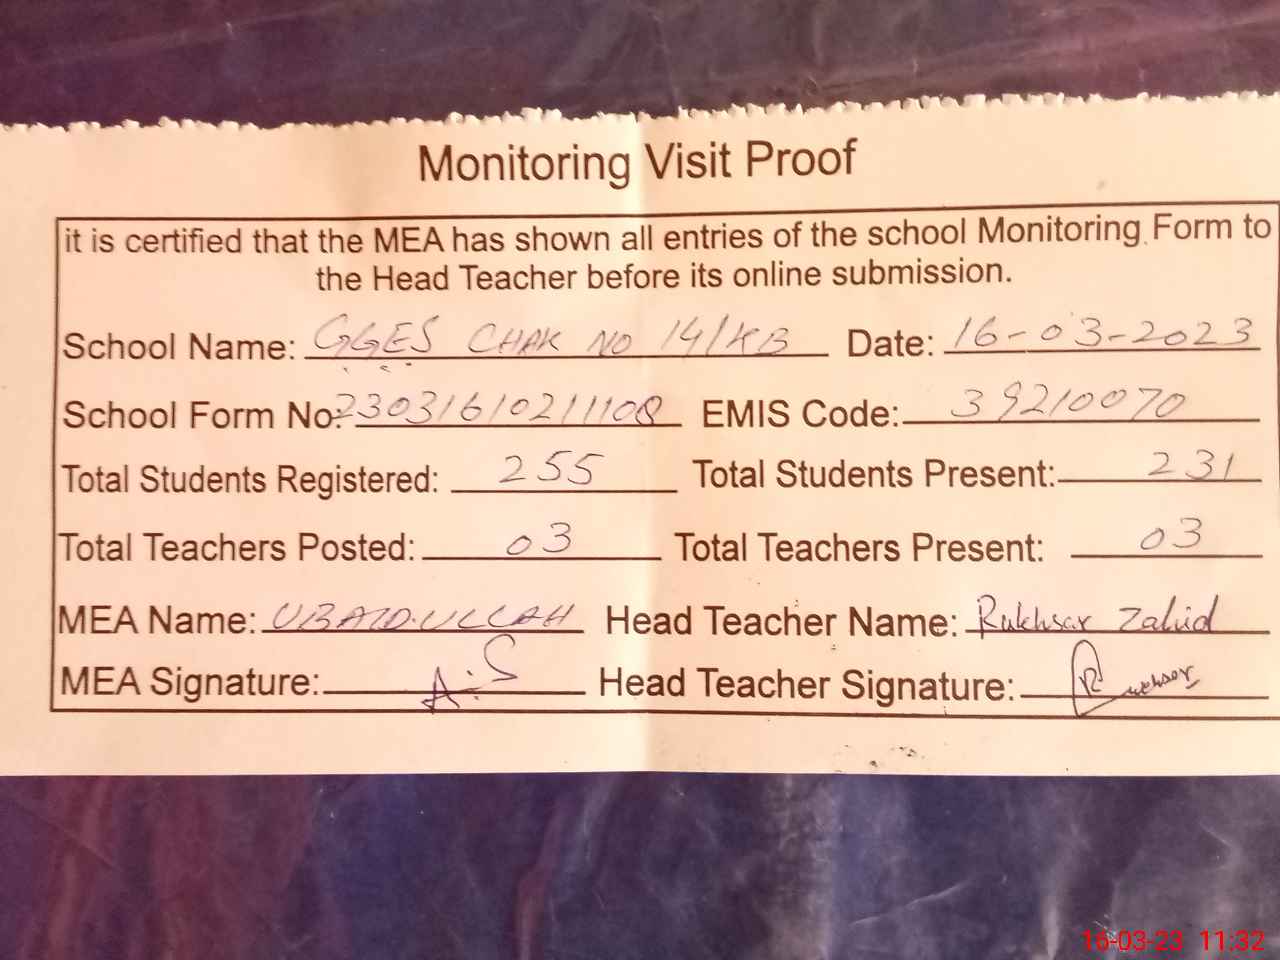 Monitoring Visit Proof
it is certified that the MEA has shown all entries of the school Monitoring Form to
the Head Teacher before its online submission.
School Name: GGES CHAK NO 14/KB Date: 16-03-2023
School Form No: 23031610211108 EMIS Code: 39210070
Total Students Registered: 255 Total Students Present: 231
Total Teachers Posted: 03 Total Teachers Present: 03
MEA Name: UBAIDULLAH Head Teacher Name: Rukhsar Zahid
MEA Signature: A.S Head Teacher Signature:
16-03-23 11:32